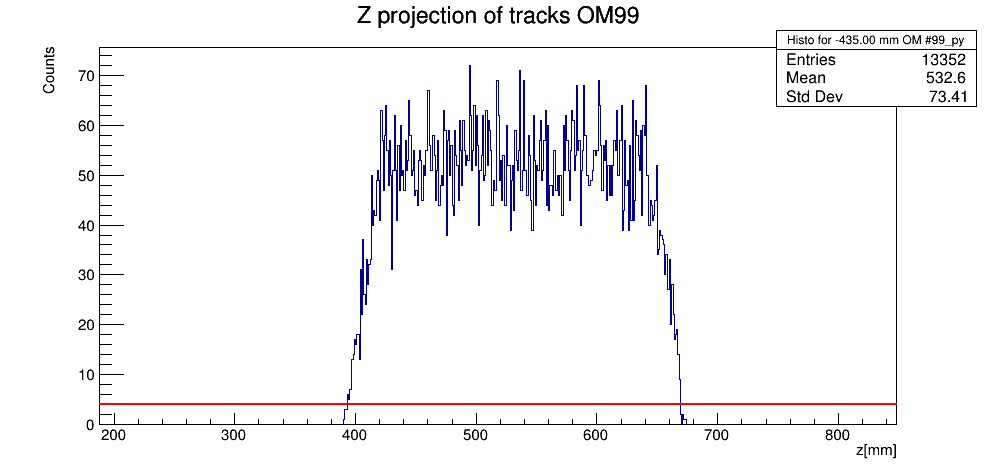 Z projection of tracks OM99
Histo for -435.00 mm OM #99_py
Entries 13352
Mean 532.6
Std Dev 73.41
Counts
70
60
50
40
30
20
10
0
200 300 400 500 600 700 800
z[mm]